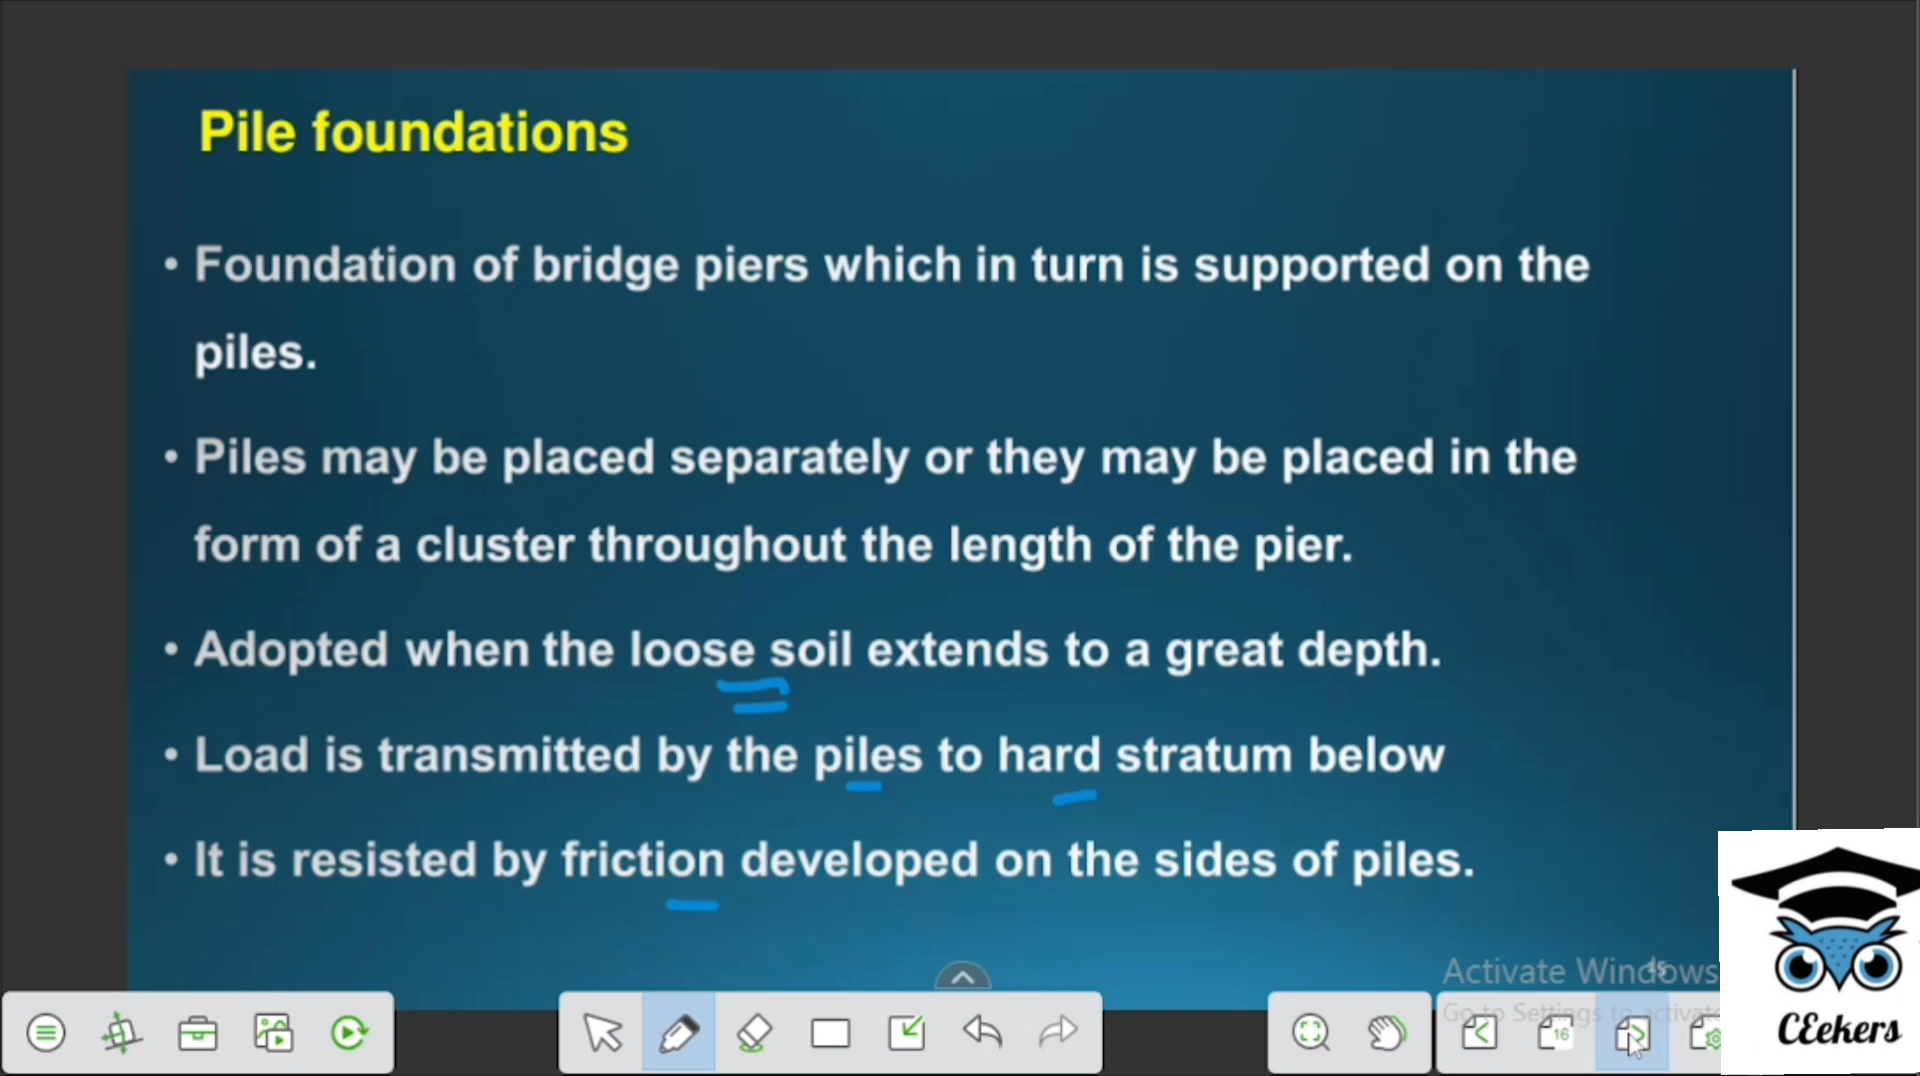 Pile foundations
• Foundation of bridge piers which in turn is supported on the
piles.
• Piles may be placed separately or they may be placed in the
form of a cluster throughout the length of the pier.
• Adopted when the loose soil extends to a great depth.
• Load is transmitted by the piles to hard stratum below
• It is resisted by friction developed on the sides of piles.
Activate Windows
Go to Settings to activate
16
CEekers